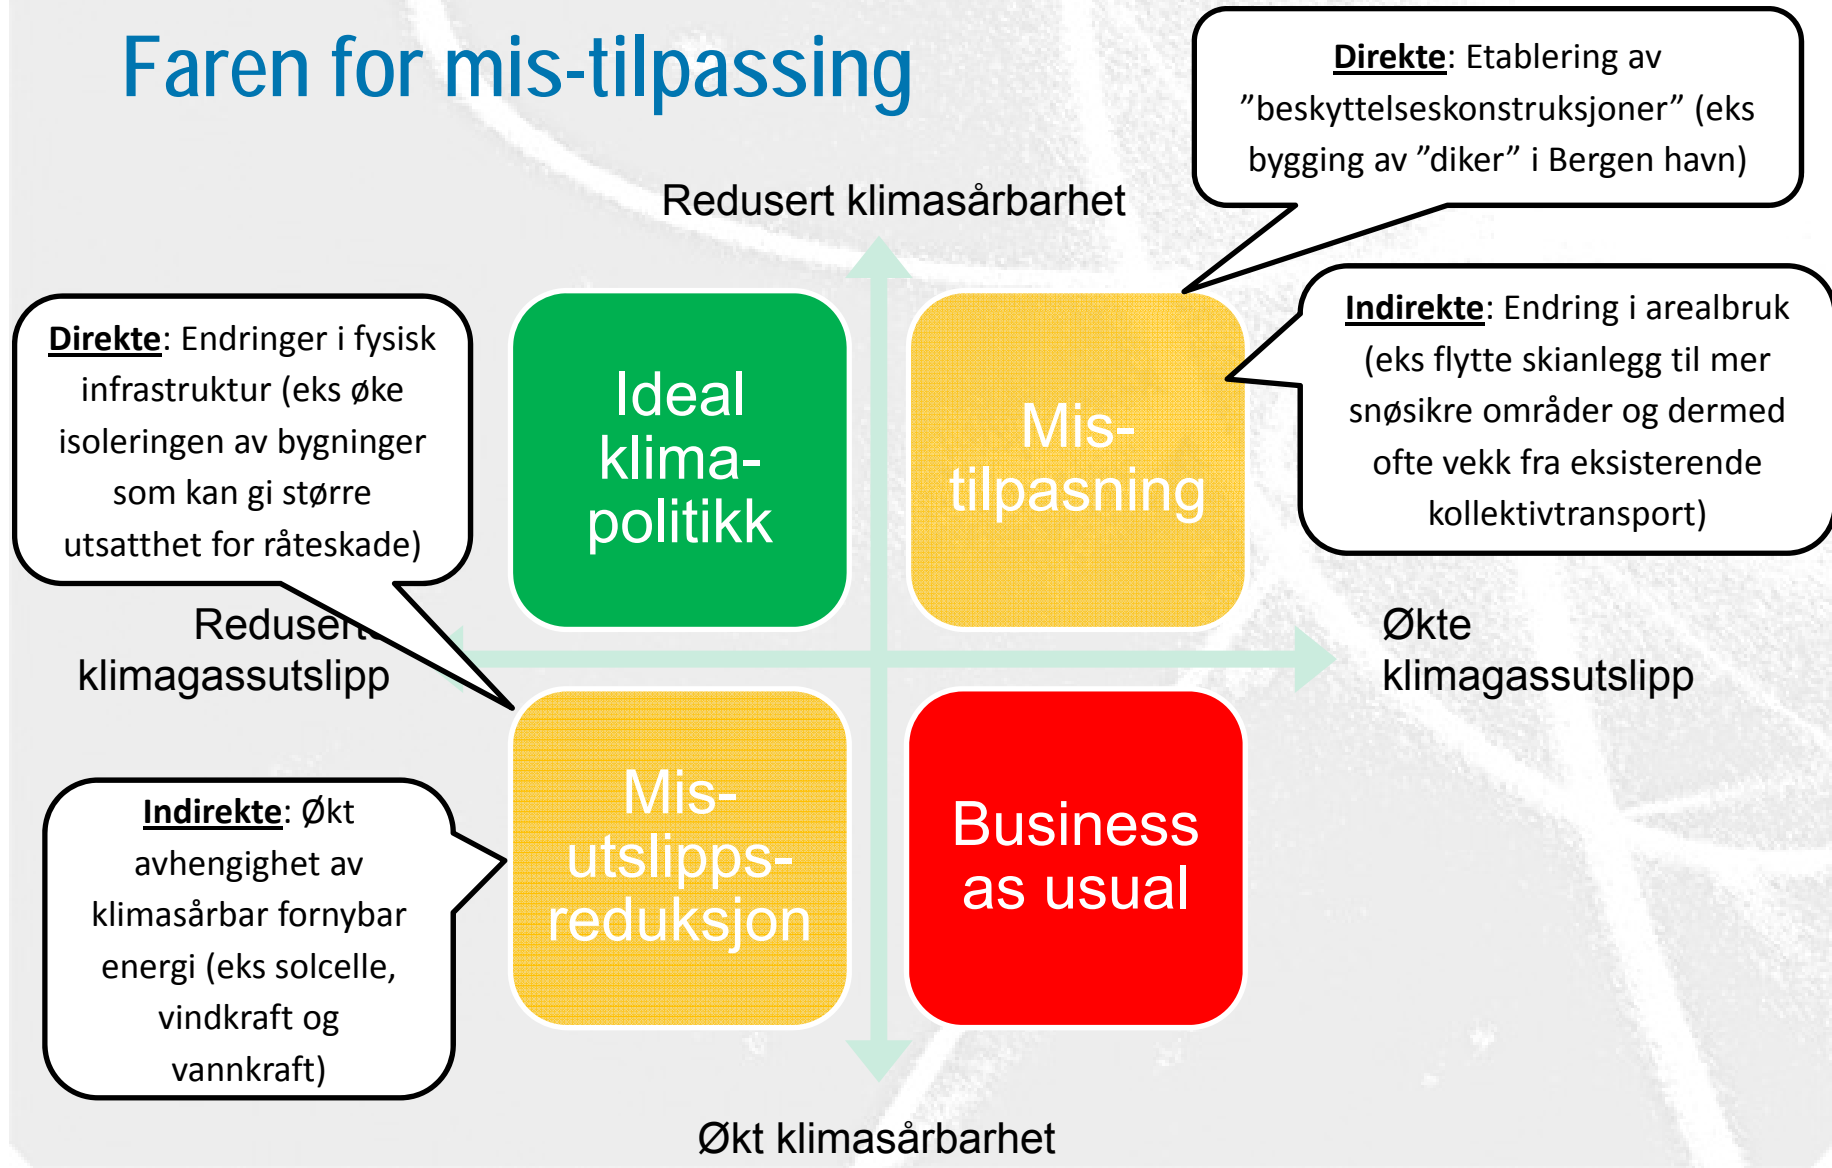 Faren for mis-tilpassing
Direkte: Etablering av
”beskyttelseskonstruksjoner” (eks
bygging av ”diker” i Bergen havn)
Redusert klimasårbarhet
Direkte: Endringer i fysisk
infrastruktur (eks øke
isoleringen av bygninger
som kan gi større
utsatthet for råteskade)
Ideal
klima-
politikk
Mis-
tilpasning
Indirekte: Endring i arealbruk
(eks flytte skianlegg til mer
snøsikre områder og dermed
ofte vekk fra eksisterende
kollektivtransport)
Reduserte
klimagassutslipp
Økte
klimagassutslipp
Indirekte: Økt
avhengighet av
klimasårbar fornybar
energi (eks solcelle,
vindkraft og
vannkraft)
Mis-
utslipps-
reduksjon
Business
as usual
Økt klimasårbarhet